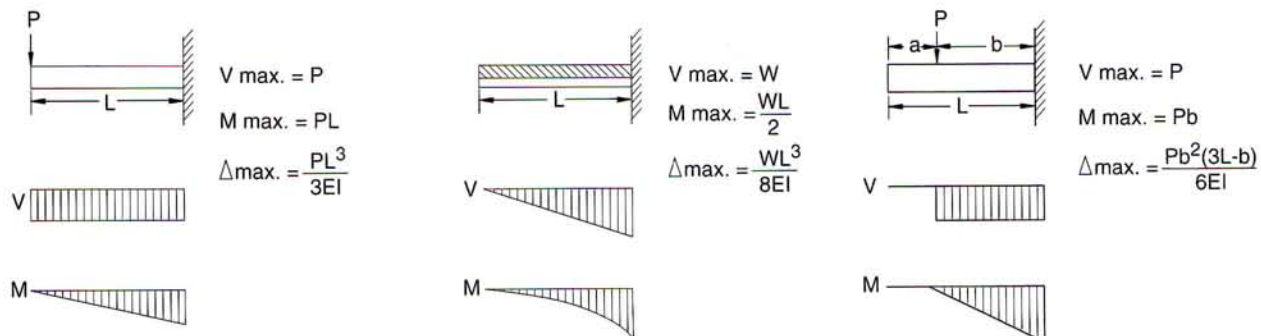 P
L
V max. = P
M max. = PL
Δmax. = PL³/3EI
V
M
L
V max. = W
M max. = WL/2
Δmax. = WL³/8EI
V
M
P
a b
L
V max. = P
M max. = Pb
Δmax. = Pb²(3L-b)/6EI
V
M